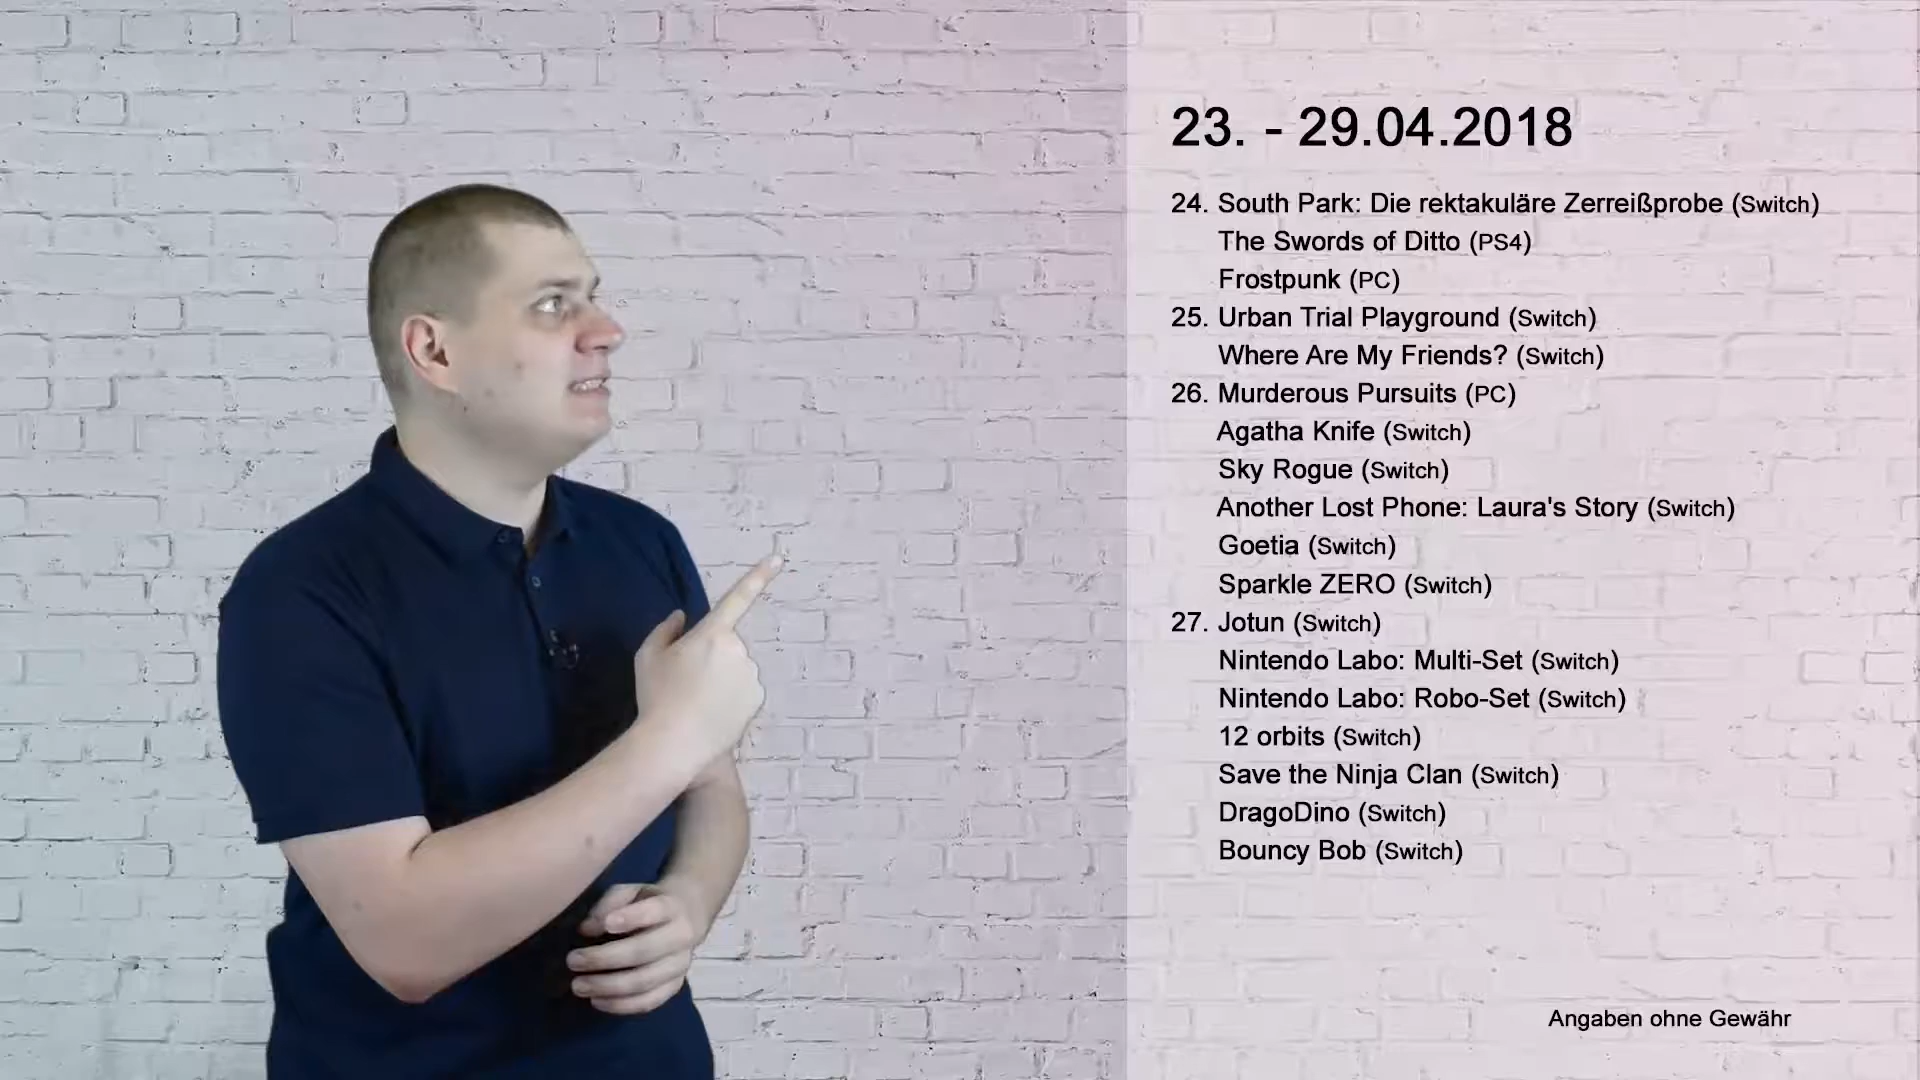 23. - 29.04.2018
24. South Park: Die rektakuläre Zerreißprobe (Switch)
The Swords of Ditto (PS4)
Frostpunk (PC)
25. Urban Trial Playground (Switch)
Where Are My Friends? (Switch)
26. Murderous Pursuits (PC)
Agatha Knife (Switch)
Sky Rogue (Switch)
Another Lost Phone: Laura's Story (Switch)
Goetia (Switch)
Sparkle ZERO (Switch)
27. Jotun (Switch)
Nintendo Labo: Multi-Set (Switch)
Nintendo Labo: Robo-Set (Switch)
12 orbits (Switch)
Save the Ninja Clan (Switch)
DragoDino (Switch)
Bouncy Bob (Switch)
Angaben ohne Gewähr